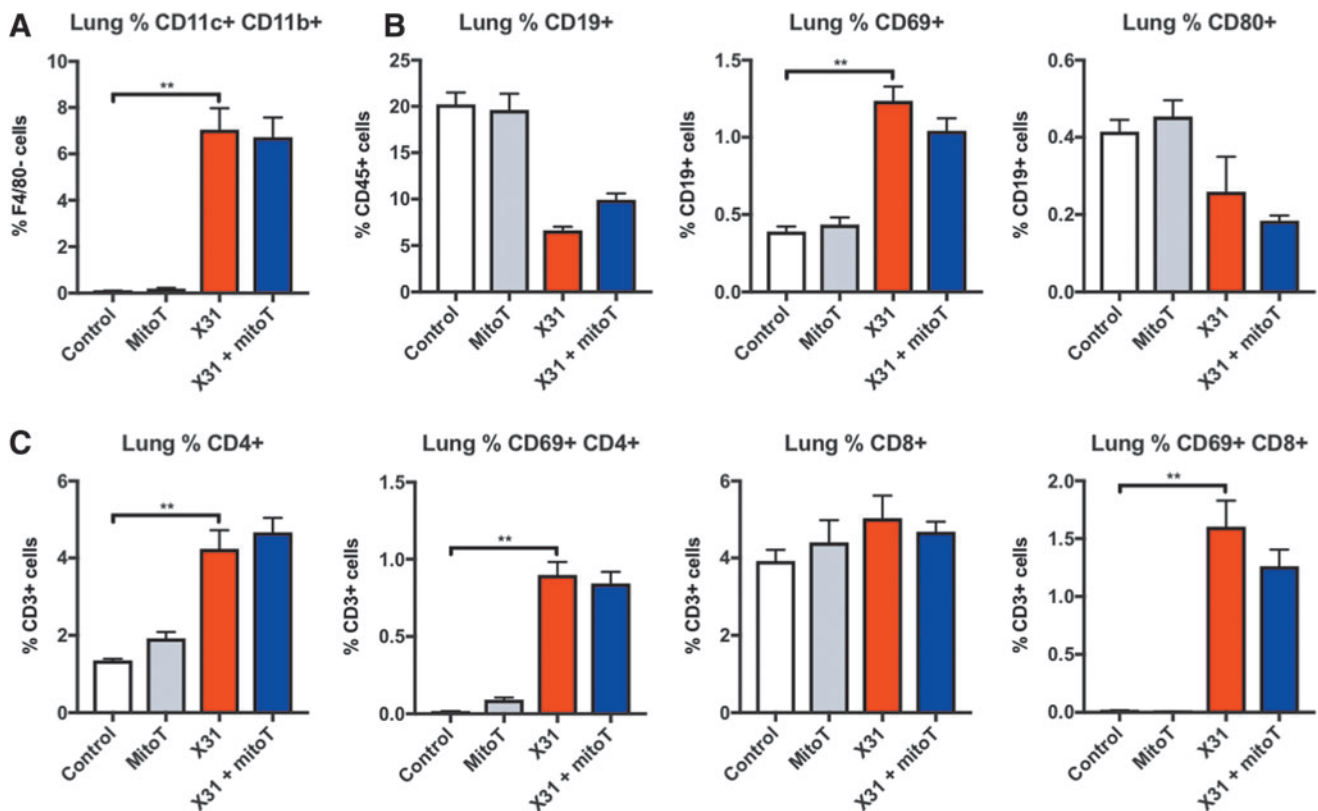 A
Lung % CD11c+ CD11b+
% F4/80- cells
10
8
6
4
2
0
**
Control
MitoT
X31
X31 + mitoT
B
Lung % CD19+
% CD45+ cells
25
20
15
10
5
0
Control
MitoT
X31
X31 + mitoT
Lung % CD69+
% CD19+ cells
1.5
1.0
0.5
0.0
**
Control
MitoT
X31
X31 + mitoT
Lung % CD80+
% CD19+ cells
0.6
0.4
0.2
0.0
Control
MitoT
X31
X31 + mitoT
C
Lung % CD4+
% CD3+ cells
6
4
2
0
**
Control
MitoT
X31
X31 + mitoT
Lung % CD69+ CD4+
% CD3+ cells
1.5
1.0
0.5
0.0
**
Control
MitoT
X31
X31 + mitoT
Lung % CD8+
% CD3+ cells
6
4
2
0
Control
MitoT
X31
X31 + mitoT
Lung % CD69+ CD8+
% CD3+ cells
2.0
1.5
1.0
0.5
0.0
**
Control
MitoT
X31
X31 + mitoT